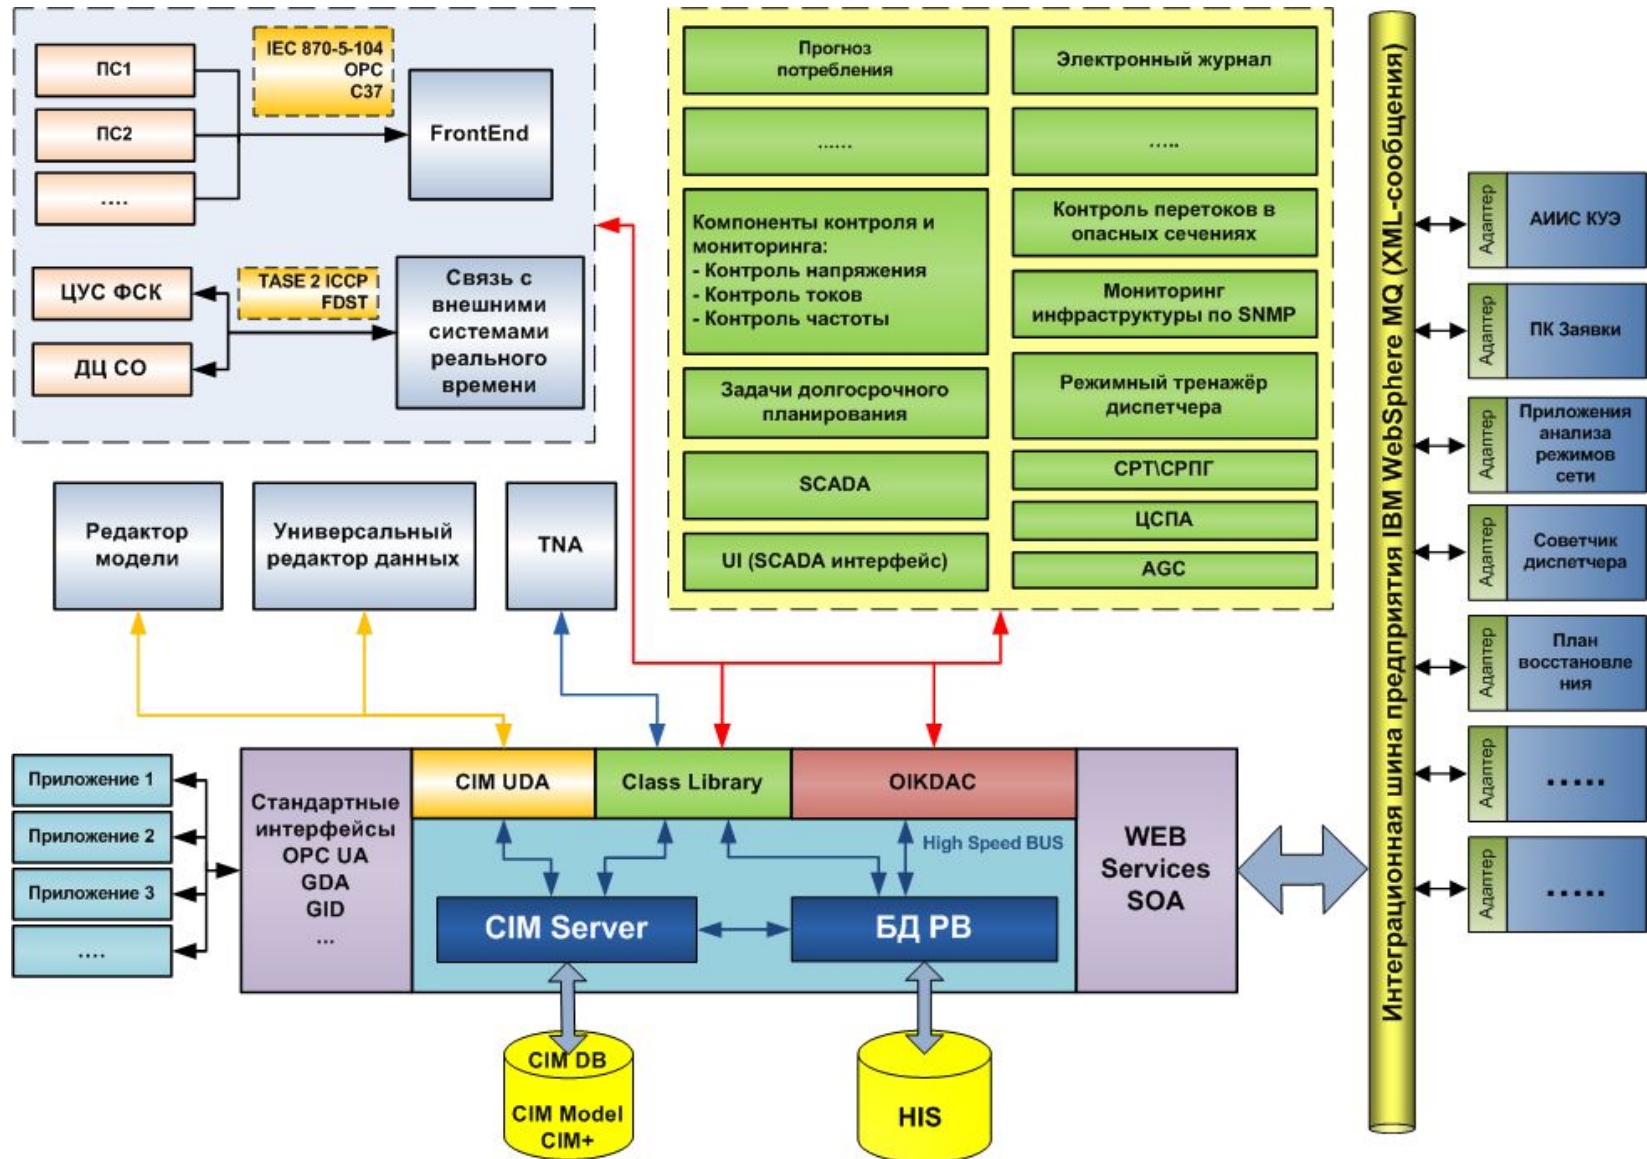 ПС1
ПС2
....
IEC 870-5-104
OPC
C37
FrontEnd
ЦУС ФСК
ДЦ СО
TASE 2 ICCP
FDST
Связь с
внешними
системами
реального
времени
Прогноз
потребления
......
Компоненты контроля и
мониторинга:
- Контроль напряжения
- Контроль токов
- Контроль частоты
Задачи долгосрочного
планирования
SCADA
UI (SCADA интерфейс)
Электронный журнал
.....
Контроль перетоков в
опасных сечениях
Мониторинг
инфраструктуры по SNMP
Режимный тренажёр
диспетчера
СРТ\СРПГ
ЦСПА
AGC
Интеграционная шина предприятия IBM WebSphere MQ (XML-сообщения)
Адаптер
АИИС КУЭ
Адаптер
ПК Заявки
Адаптер
Приложения
анализа
режимов
сети
Адаптер
Советчик
диспетчера
Адаптер
План
восстановле
ния
Адаптер
.....
Адаптер
.....
Редактор
модели
Универсальный
редактор данных
TNA
Приложение 1
Приложение 2
Приложение 3
....
Стандартные
интерфейсы
OPC UA
GDA
GID
...
CIM UDA
Class Library
OIKDAC
High Speed BUS
CIM Server
БД РВ
WEB
Services
SOA
CIM DB
CIM Model
CIM+
HIS